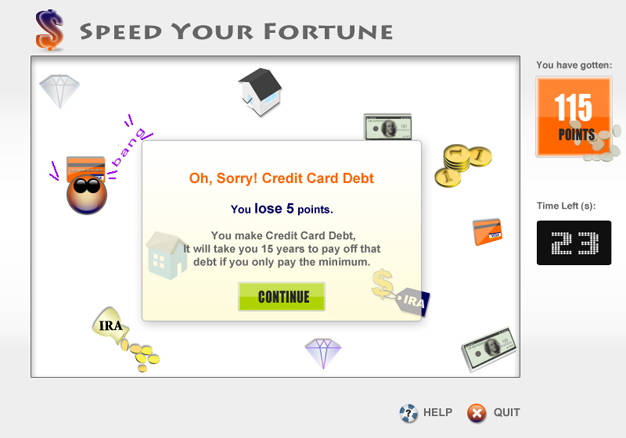 SPEED YOUR FORTUNE
You have gotten:
115
POINTS
bang
Oh, Sorry! Credit Card Debt
You lose 5 points.
You make Credit Card Debt,
It will take you 15 years to pay off that
debt if you only pay the minimum.
CONTINUE
Time Left (s):
23
VISA
IRA
IRA
HELP
QUIT